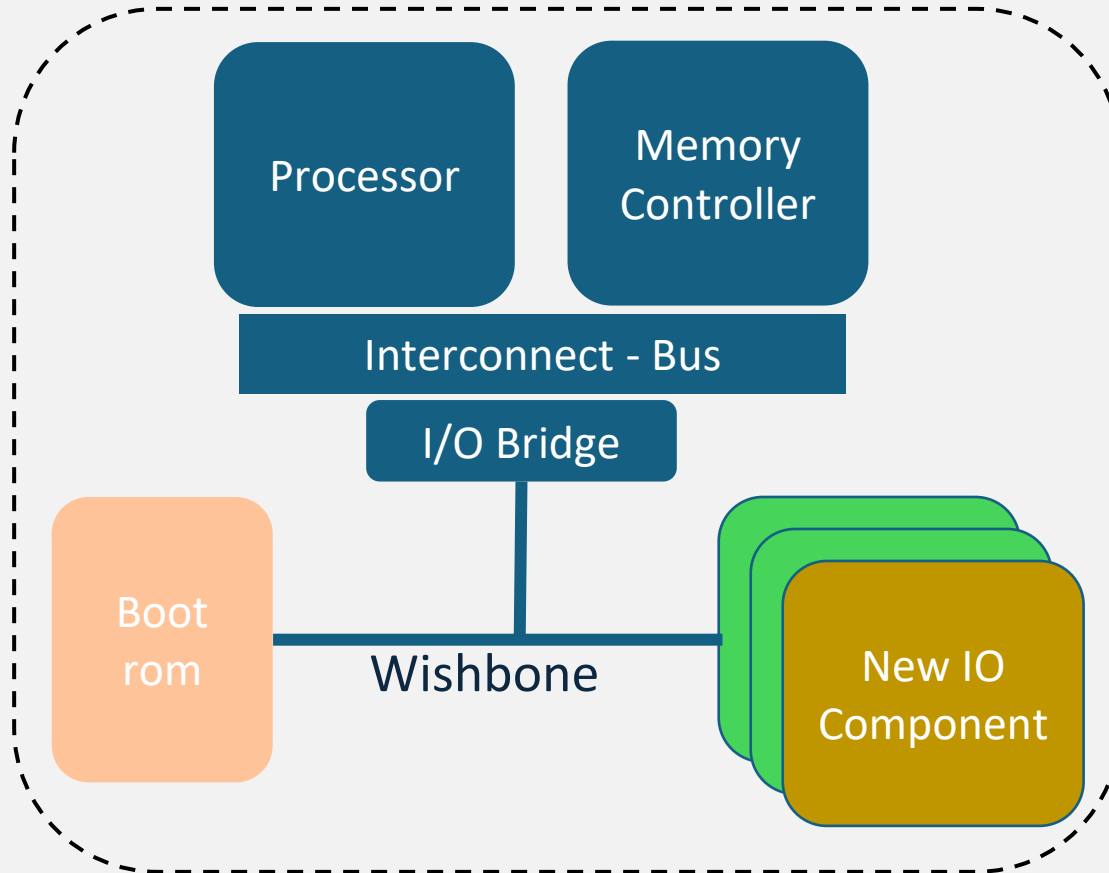 Processor
Memory
Controller
Interconnect - Bus
I/O Bridge
Boot
rom
Wishbone
New IO
Component